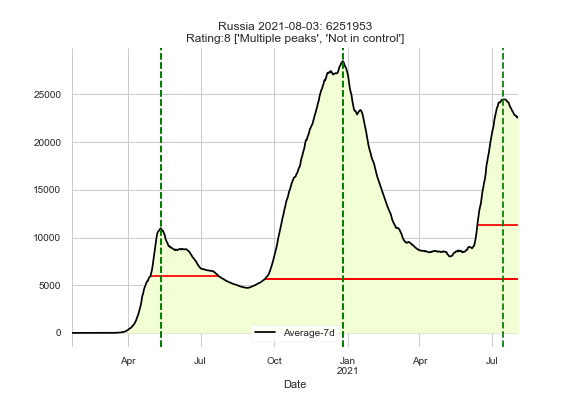 Russia 2021-08-03: 6251953
Rating:8 ['Multiple peaks', 'Not in control']
25000
20000
15000
10000
5000
0
Average-7d
Apr
Jul
Oct
Jan
2021
Apr
Jul
Date